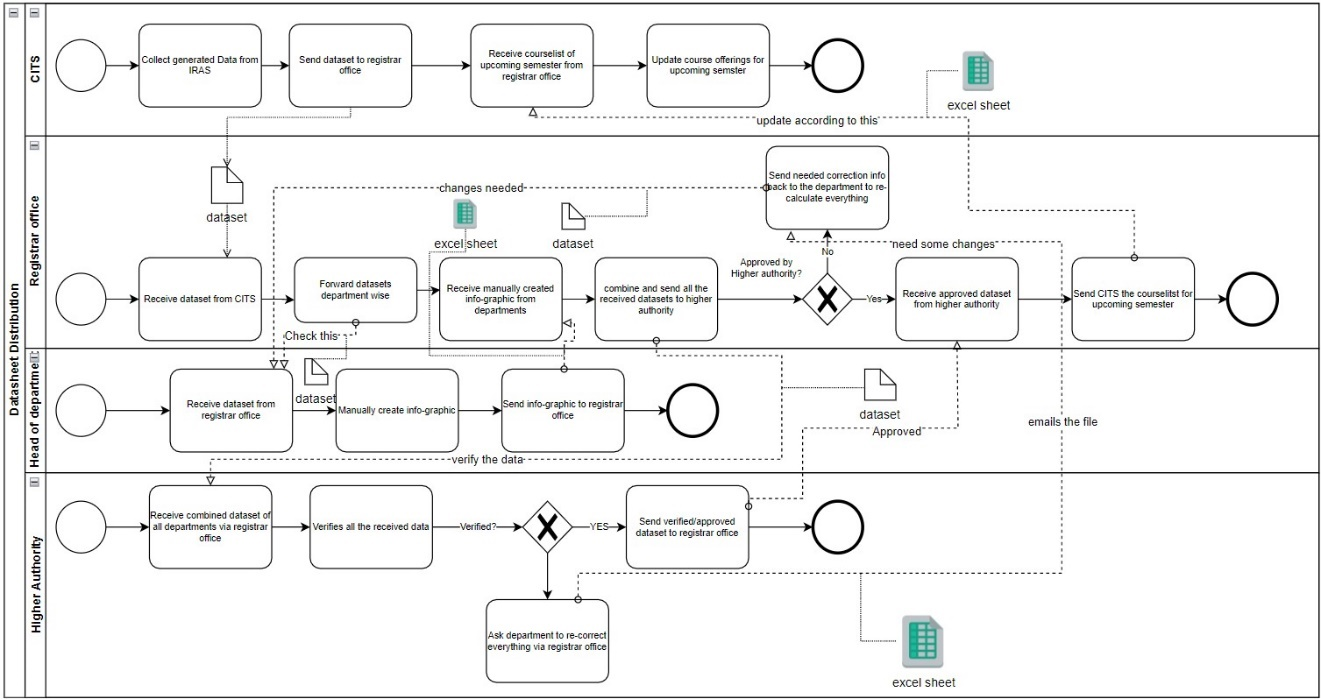 Datasheet Distribution
CITS
Collect generated Data from
IRAS
Send dataset to registrar
office
Receive courselist of
upcoming semester from
registrar office
Update course offerings for
upcoming semster
excel sheet
update according to this
Registrar office
dataset
changes needed
excel sheet
dataset
Send needed correction info
back to the department to re-
calculate everything
need some changes
No
Approved by
Higher authority?
Receive dataset from CITS
Forward datasets
department wise
Receive manually created
info-graphic from
departments
combine and send all the
received datasets to higher
authority
Yes
Receive approved dataset
from higher authority
Send CITS the courselist for
upcoming semester
Check this
Head of departme
Receive dataset from
registrar office
dataset
Manually create info-graphic
Send info-graphic to registrar
office
dataset
Approved
emails the file
verify the data
Higher Authority
Receive combined dataset of
all departments via registrar
office
Verifies all the received data
Verified?
YES
Send verified/approved
dataset to registrar office
Ask department to re-correct
everything via registrar office
excel sheet